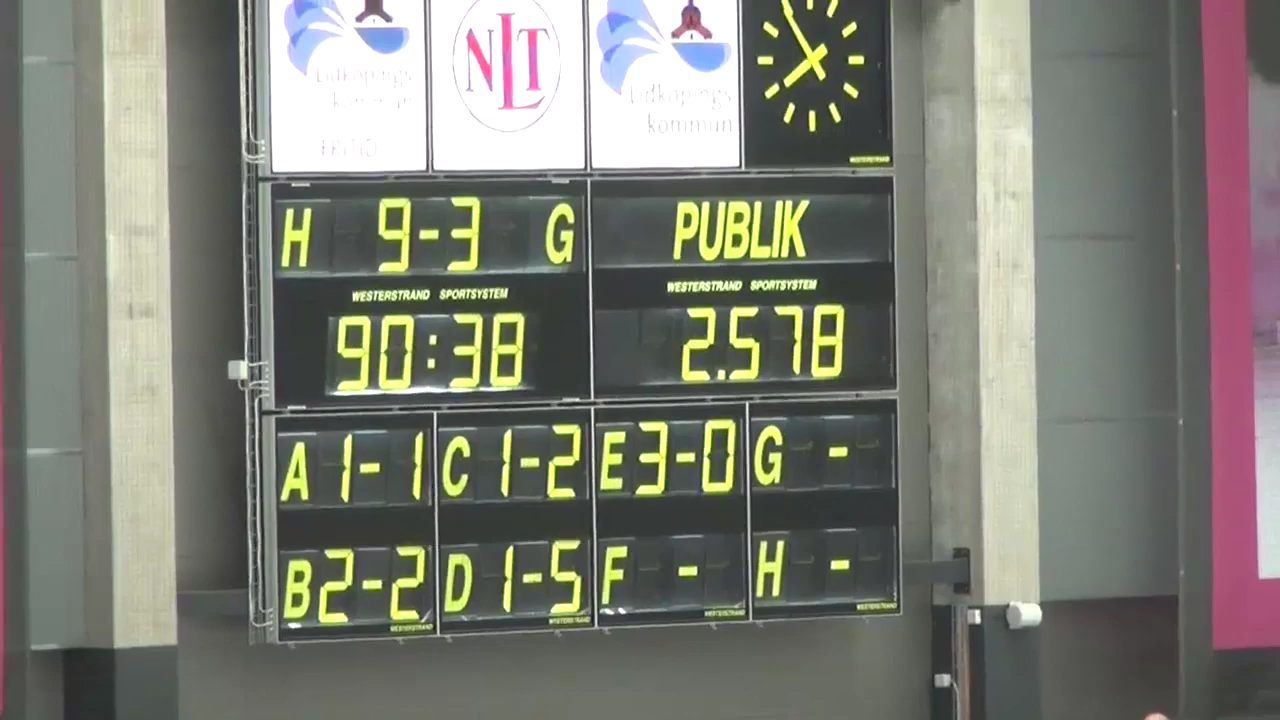 Lidköpings
kommun
FRITID
NLT
Lidköpings
kommun
WESTERSTRAND
H 9-3 G
PUBLIK
WESTERSTRAND SPORTSYSTEM
WESTERSTRAND SPORTSYSTEM
90:38
2.578
A 1-1 C 1-2 E 3-0 G -
B 2-2 D 1-5 F - H -
WESTERSTRAND WESTERSTRAND WESTERSTRAND WESTERSTRAND